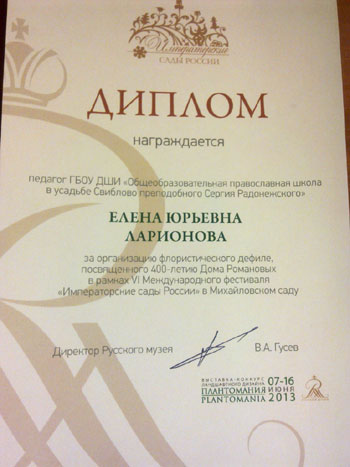 Императорские
САДЫ РОССИИ
ДИПЛОМ
награждается
педагог ГБОУ ДШИ «Общеобразовательная православная школа
в усадьбе Свиблово преподобного Сергия Радонежского»
ЕЛЕНА ЮРЬЕВНА
ЛАРИОНОВА
за организацию флористического дефиле,
посвященного 400-летию Дома Романовых
в рамках VI Международного фестиваля
«Императорские сады России» в Михайловском саду
Директор Русского музея В.А. Гусев
ВЫСТАВКА-КОНКУРС
ЛАНДШАФТНОГО ДИЗАЙНА
ПЛАНТОМАНИЯ
PLANTOMANIA
07-16
ИЮНЯ
2013